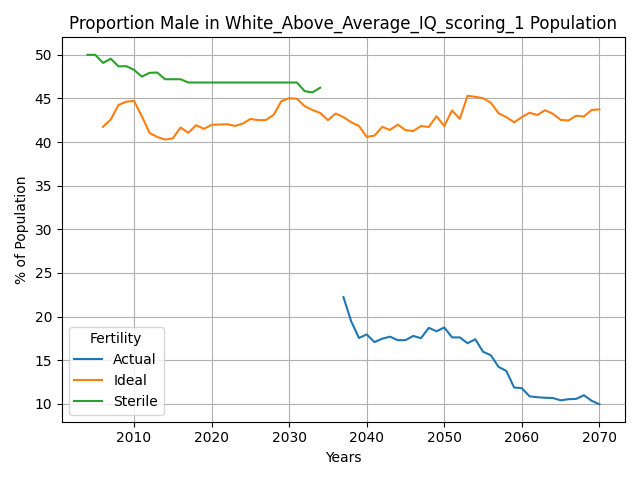 Proportion Male in White_Above_Average_IQ_scoring_1 Population
% of Population
50
45
40
35
30
25
20
15
10
Fertility
Actual
Ideal
Sterile
2010 2020 2030 2040 2050 2060 2070
Years